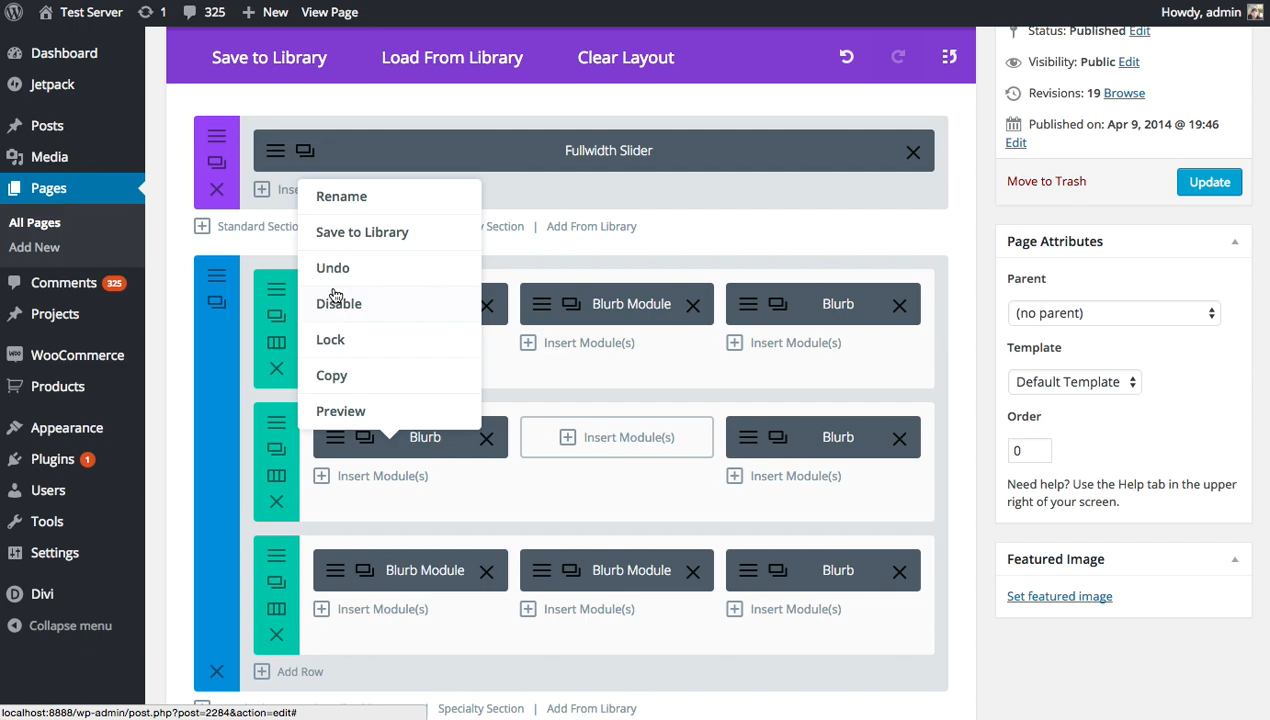 Test Server
1
325
New
View Page
Howdy, admin
Dashboard
Jetpack
Posts
Media
Pages
All Pages
Add New
Comments 325
Projects
WooCommerce
Products
Appearance
Plugins 1
Users
Tools
Settings
Divi
Collapse menu
Save to Library
Load From Library
Clear Layout
Fullwidth Slider
Rename
Save to Library
Undo
Disable
Lock
Copy
Preview
Section | Add From Library
Blurb Module
Blurb
Insert Module(s)
Insert Module(s)
Blurb
Insert Module(s)
Blurb
Insert Module(s)
Insert Module(s)
Blurb Module
Blurb Module
Blurb
Insert Module(s)
Insert Module(s)
Insert Module(s)
Add Row
Specialty Section | Add From Library
Status: Published Edit
Visibility: Public Edit
Revisions: 19 Browse
Published on: Apr 9, 2014 @ 19:46
Edit
Move to Trash
Update
Page Attributes
Parent
(no parent)
Template
Default Template
Order
0
Need help? Use the Help tab in the upper
right of your screen.
Featured Image
Set featured image
localhost:8888/wp-admin/post.php?post=2284&action=edit#